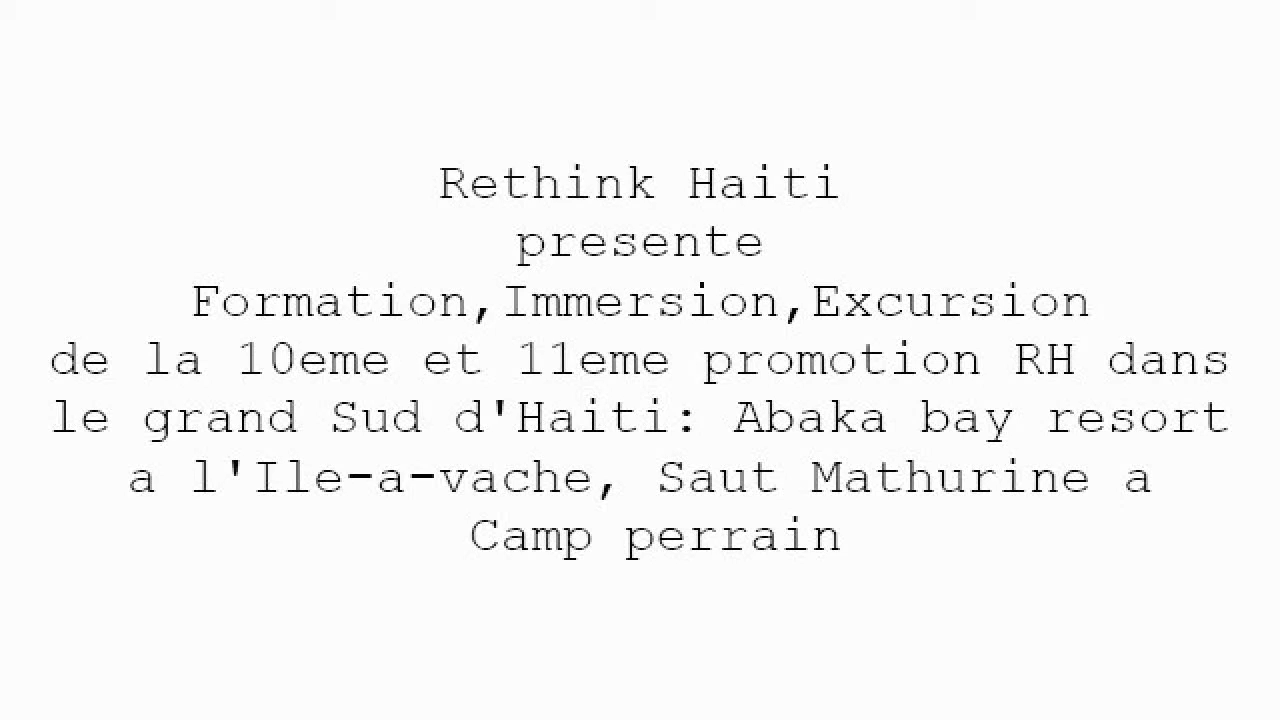 Rethink Haiti
presente
Formation,Immersion,Excursion
de la 10eme et 11eme promotion RH dans
le grand Sud d'Haiti: Abaka bay resort
a l'Ile-a-vache, Saut Mathurine a
Camp perrain